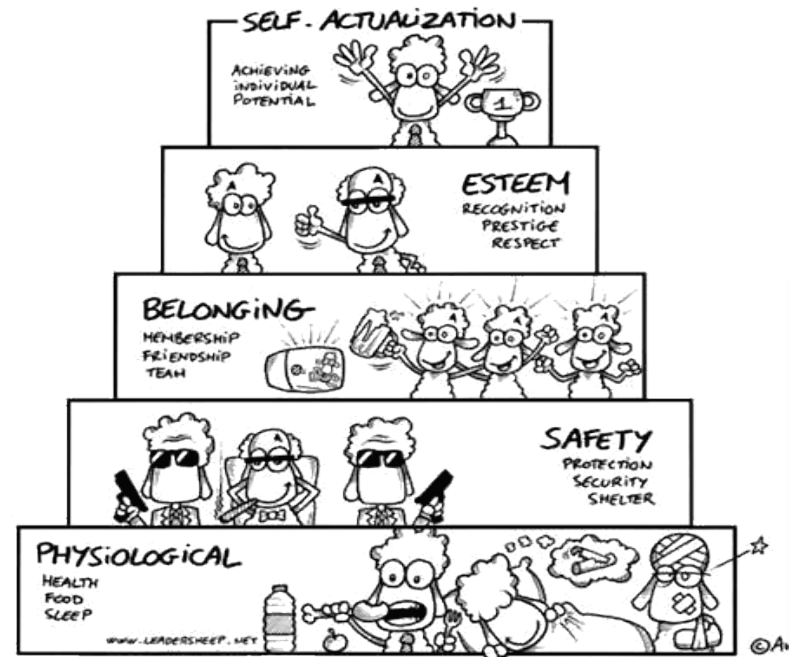 SELF-ACTUALIZATION
ACHiEViNG
iNDiViDUAL
POTENTiAL
1
ESTEEM
RECOGNiTiON
PRESTiGE
RESPECT
BELONGiNG
MEMBERSHiP
FRiENDSHiP
TEAM
SAFETY
PROTECTiON
SECURiTY
SHELTER
PHYSiOLOGiCAL
HEALTH
FOOD
SLEEP
www.LEADERSHEEP.NET